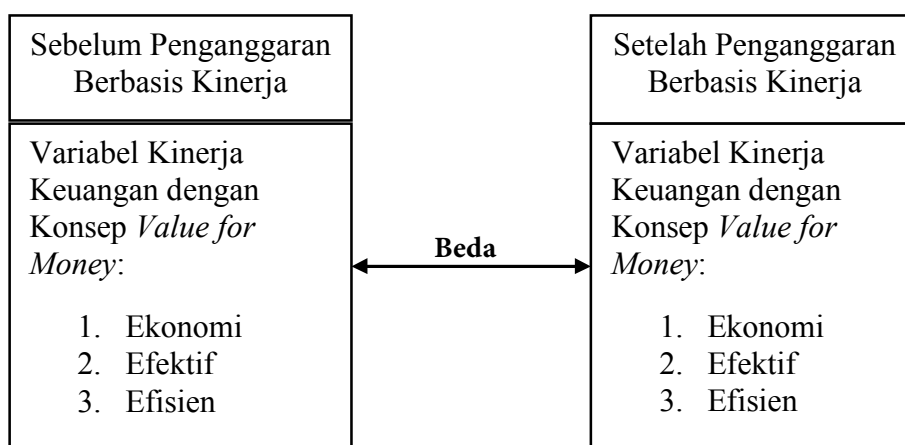 Sebelum Penganggaran
Berbasis Kinerja
Variabel Kinerja
Keuangan dengan
Konsep Value for
Money:
1. Ekonomi
2. Efektif
3. Efisien
Beda
Setelah Penganggaran
Berbasis Kinerja
Variabel Kinerja
Keuangan dengan
Konsep Value for
Money:
1. Ekonomi
2. Efektif
3. Efisien